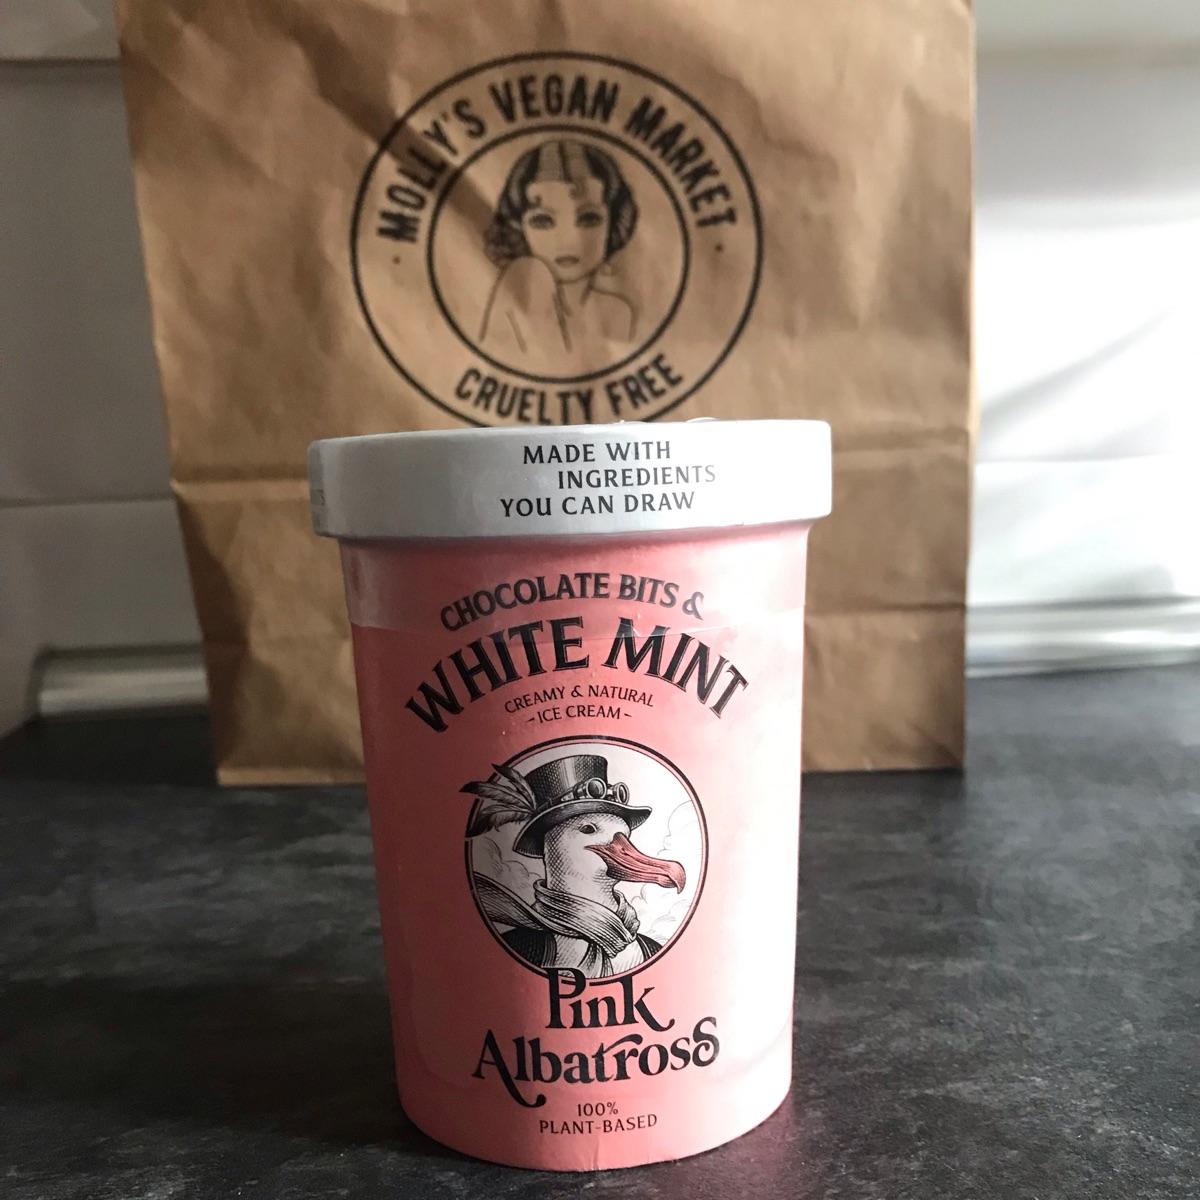 MOLLY'S VEGAN MARKET
CRUELTY FREE
MADE WITH
INGREDIENTS
YOU CAN DRAW
CHOCOLATE BITS &
WHITE MINT
CREAMY & NATURAL
- ICE CREAM -
Pink
Albatross
100%
PLANT-BASED